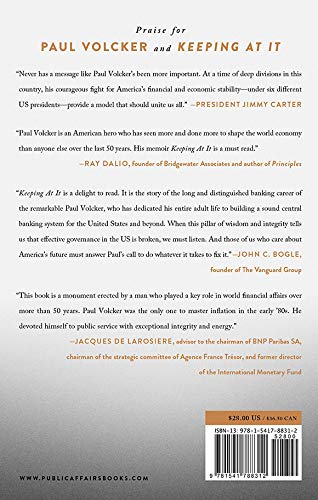 Praise for
PAUL VOLCKER and KEEPING AT IT
"Never has a message like Paul Volcker's been more important. At a time of deep divisions in
this country, his courageous fight for America's financial and economic stability—under six different
US presidents—provide a model that should unite us all." —PRESIDENT JIMMY CARTER
"Paul Volcker is an American hero who has seen more and done more to shape the world economy
than anyone else over the last 50 years. His memoir Keeping At It is a must read."
—RAY DALIO, founder of Bridgewater Associates and author of Principles
"Keeping At It is a delight to read. It is the story of the long and distinguished banking career of
the remarkable Paul Volcker, who has dedicated his entire adult life to building a sound central
banking system for the United States and beyond. When this pillar of wisdom and integrity tells
us that effective governance in the US is broken, we must listen. And those of us who care about
America's future must answer Paul's call to do whatever it takes to fix it." —JOHN C. BOGLE,
founder of The Vanguard Group
"This book is a monument erected by a man who played a key role in world financial affairs over
more than 50 years. Paul Volcker was the only one to master inflation in the early '80s. He
devoted himself to public service with exceptional integrity and energy."
—JACQUES DE LAROSIERE, advisor to the chairman of BNP Paribas SA,
chairman of the strategic committee of Agence France Trésor, and former director
of the International Monetary Fund
$28.00 US / $36.50 CAN
ISBN-13 978-1-5417-8831-2
52800
9 781541 788312
WWW.PUBLICAFFAIRSBOOKS.COM